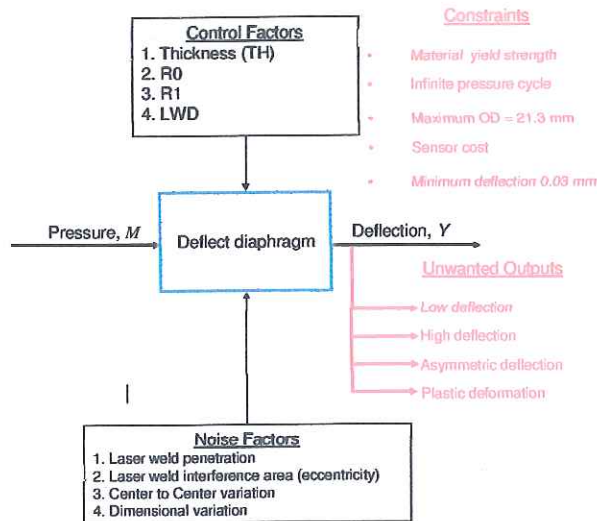 Control Factors
1. Thickness (TH)
2. R0
3. R1
4. LWD
Constraints
• Material yield strength
• Infinite pressure cycle
• Maximum OD = 21.3 mm
• Sensor cost
• Minimum deflection 0.03 mm
Pressure, M
Deflect diaphragm
Deflection, Y
Unwanted Outputs
Low deflection
High deflection
Asymmetric deflection
Plastic deformation
Noise Factors
1. Laser weld penetration
2. Laser weld interference area (eccentricity)
3. Center to Center variation
4. Dimensional variation